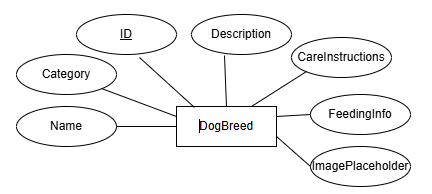 ID
Description
CareInstructions
Category
FeedingInfo
Name
DogBreed
ImagePlaceholder